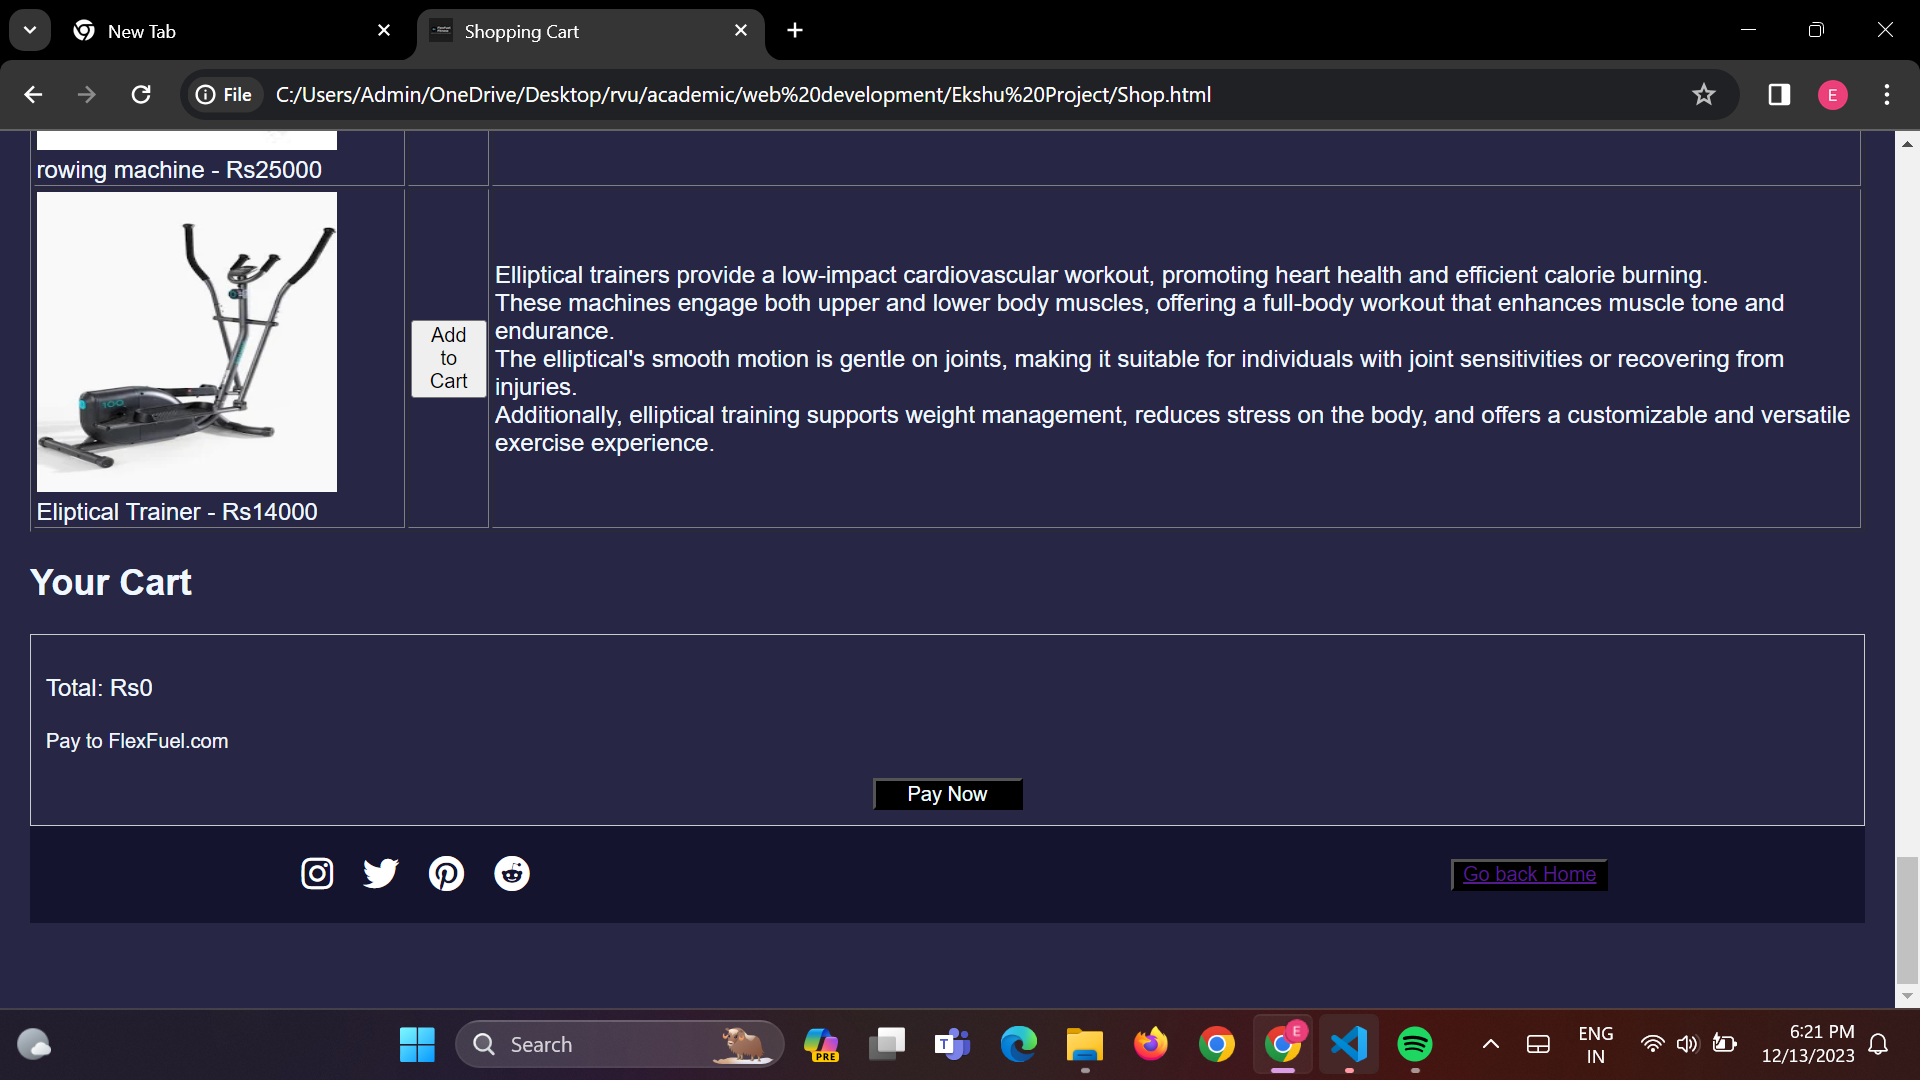 New Tab
Shopping Cart
File
C:/Users/Admin/OneDrive/Desktop/rvu/academic/web%20development/Ekshu%20Project/Shop.html
E
rowing machine - Rs25000
100
Eliptical Trainer - Rs14000
Add
to
Cart
Elliptical trainers provide a low-impact cardiovascular workout, promoting heart health and efficient calorie burning.
These machines engage both upper and lower body muscles, offering a full-body workout that enhances muscle tone and
endurance.
The elliptical's smooth motion is gentle on joints, making it suitable for individuals with joint sensitivities or recovering from
injuries.
Additionally, elliptical training supports weight management, reduces stress on the body, and offers a customizable and versatile
exercise experience.
Your Cart
Total: Rs0
Pay to FlexFuel.com
Pay Now
Go back Home
Search
PRE
T
E
ENG
IN
6:21 PM
12/13/2023